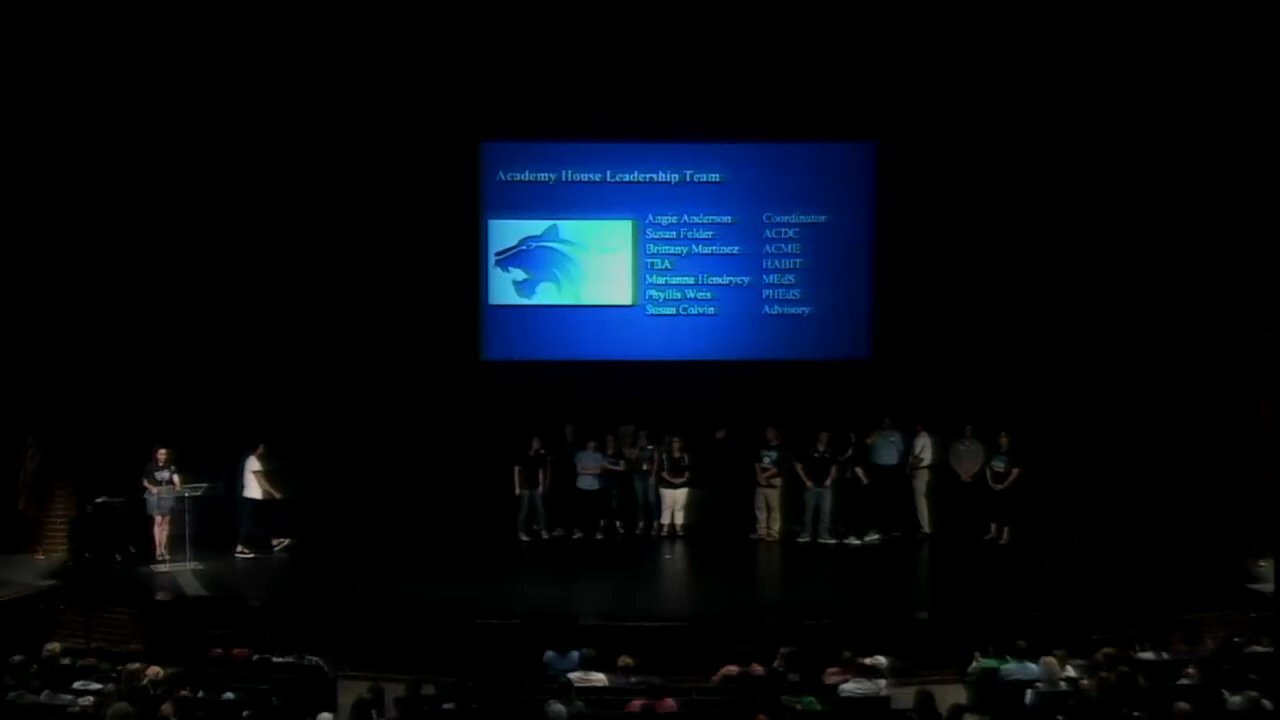 Academy House Leadership Team
Angie Anderson Coordinator
Susan Felder ACDC
Brittany Martinez ACME
TBA HABIT
Marianna Hendrycy MEdS
Phyllis Weis PHEdS
Susan Colvin Advisory